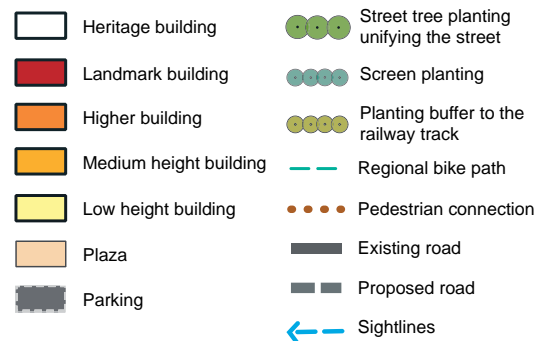 Heritage building
Landmark building
Higher building
Medium height building
Low height building
Plaza
Parking
Street tree planting
unifying the street
Screen planting
Planting buffer to the
railway track
Regional bike path
Pedestrian connection
Existing road
Proposed road
Sightlines